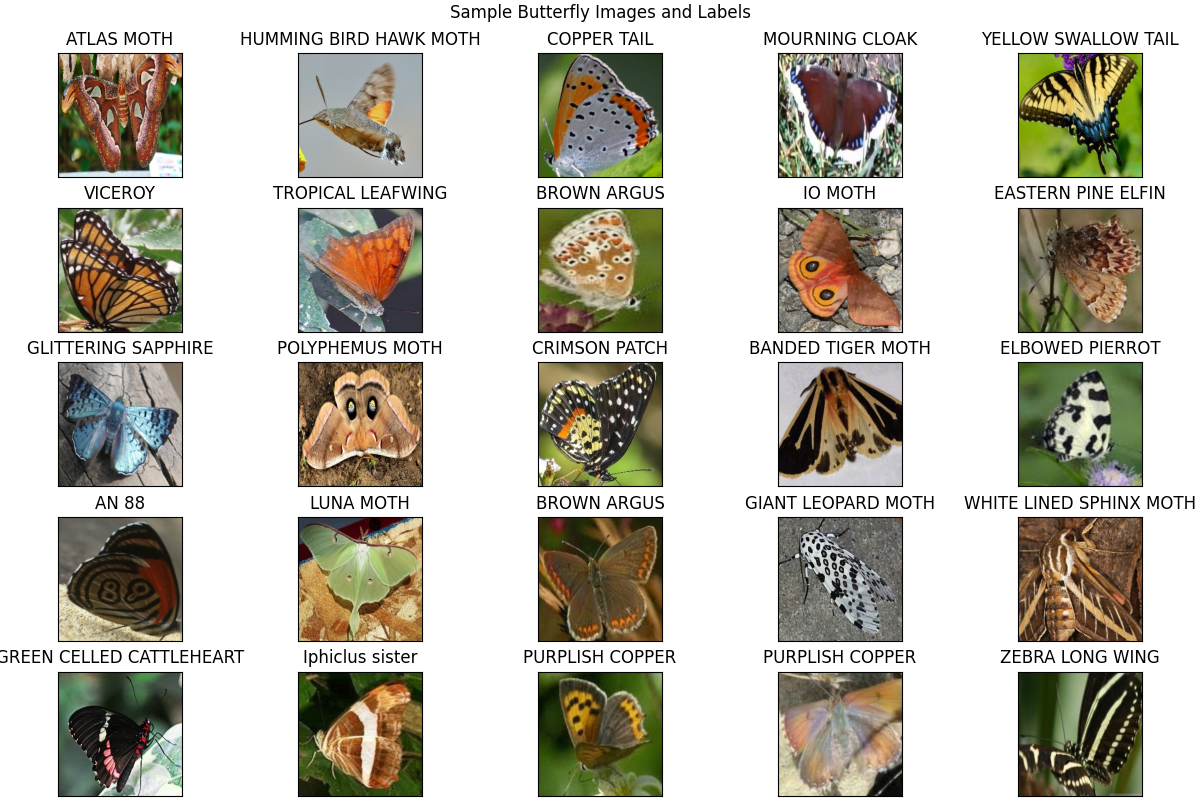 Sample Butterfly Images and Labels
ATLAS MOTH
HUMMING BIRD HAWK MOTH
COPPER TAIL
MOURNING CLOAK
YELLOW SWALLOW TAIL
VICEROY
TROPICAL LEAFWING
BROWN ARGUS
IO MOTH
EASTERN PINE ELFIN
GLITTERING SAPPHIRE
POLYPHEMUS MOTH
CRIMSON PATCH
BANDED TIGER MOTH
ELBOWED PIERROT
AN 88
LUNA MOTH
BROWN ARGUS
GIANT LEOPARD MOTH
WHITE LINED SPHINX MOTH
GREEN CELLED CATTLEHEART
Iphiclus sister
PURPLISH COPPER
PURPLISH COPPER
ZEBRA LONG WING